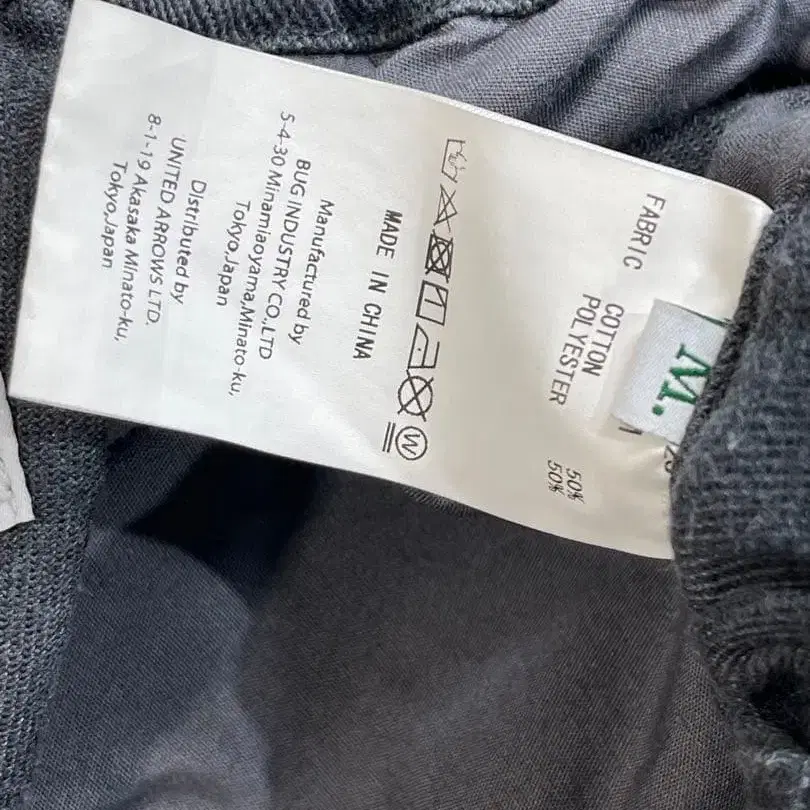 M.
FABRIC
COTTON 50%
POLYESTER 50%
W
MADE IN CHINA
Manufactured by
BUG INDUSTRY CO.,LTD
5-4-30 Minamiaoyama,Minato-ku,
Tokyo,Japan
Distributed by
UNITED ARROWS LTD.
8-1-19 Akasaka Minato-ku,
Tokyo,Japan